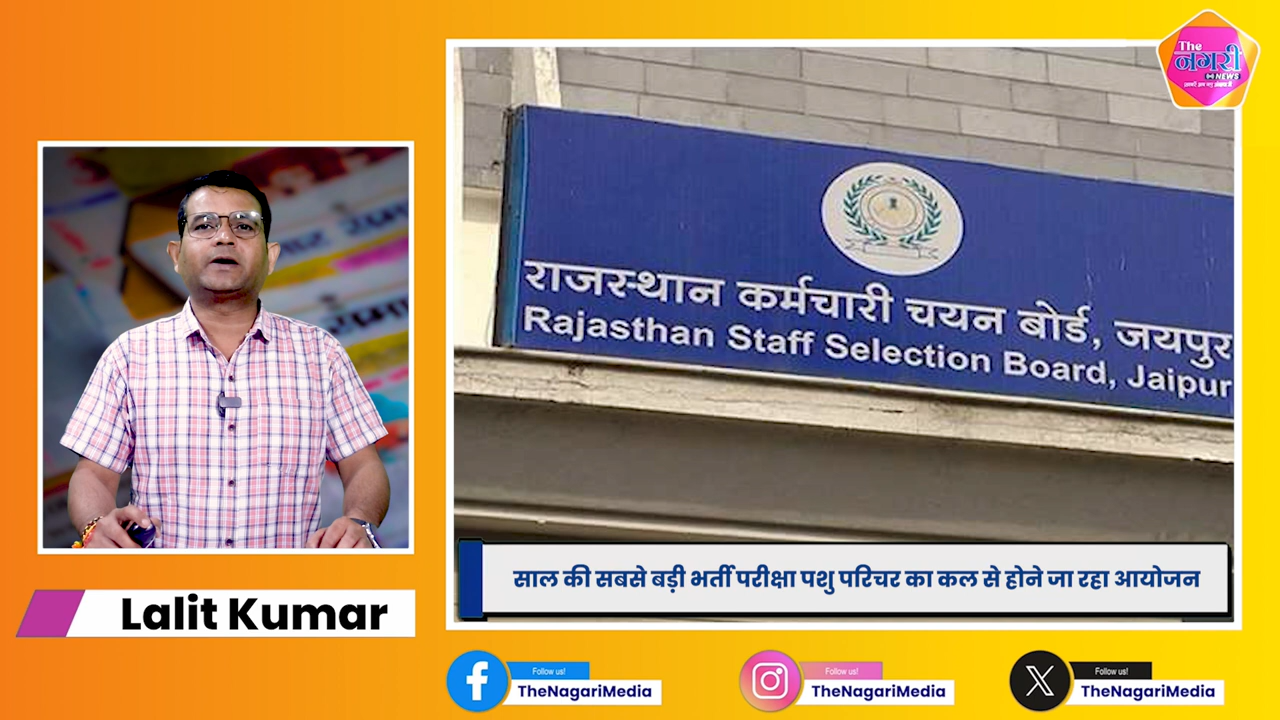 The
नगरी
NEWS
राजस्थान कर्मचारी चयन बोर्ड, जयपुर
Rajasthan Staff Selection Board, Jaipur
साल की सबसे बड़ी भर्ती परीक्षा पशु परिचर का कल से होने जा रहा आयोजन
Lalit Kumar
Follow us!
TheNagariMedia
Follow us!
TheNagariMedia
Follow us!
TheNagariMedia